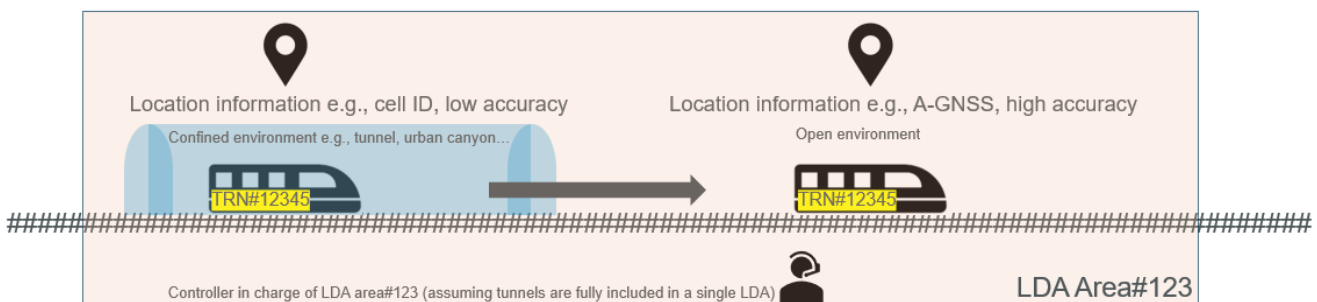 Location information e.g., cell ID, low accuracy
Location information e.g., A-GNSS, high accuracy
Confined environment e.g., tunnel, urban canyon...
Open environment
TRN#12345
TRN#12345
Controller in charge of LDA area#123 (assuming tunnels are fully included in a single LDA)
LDA Area#123